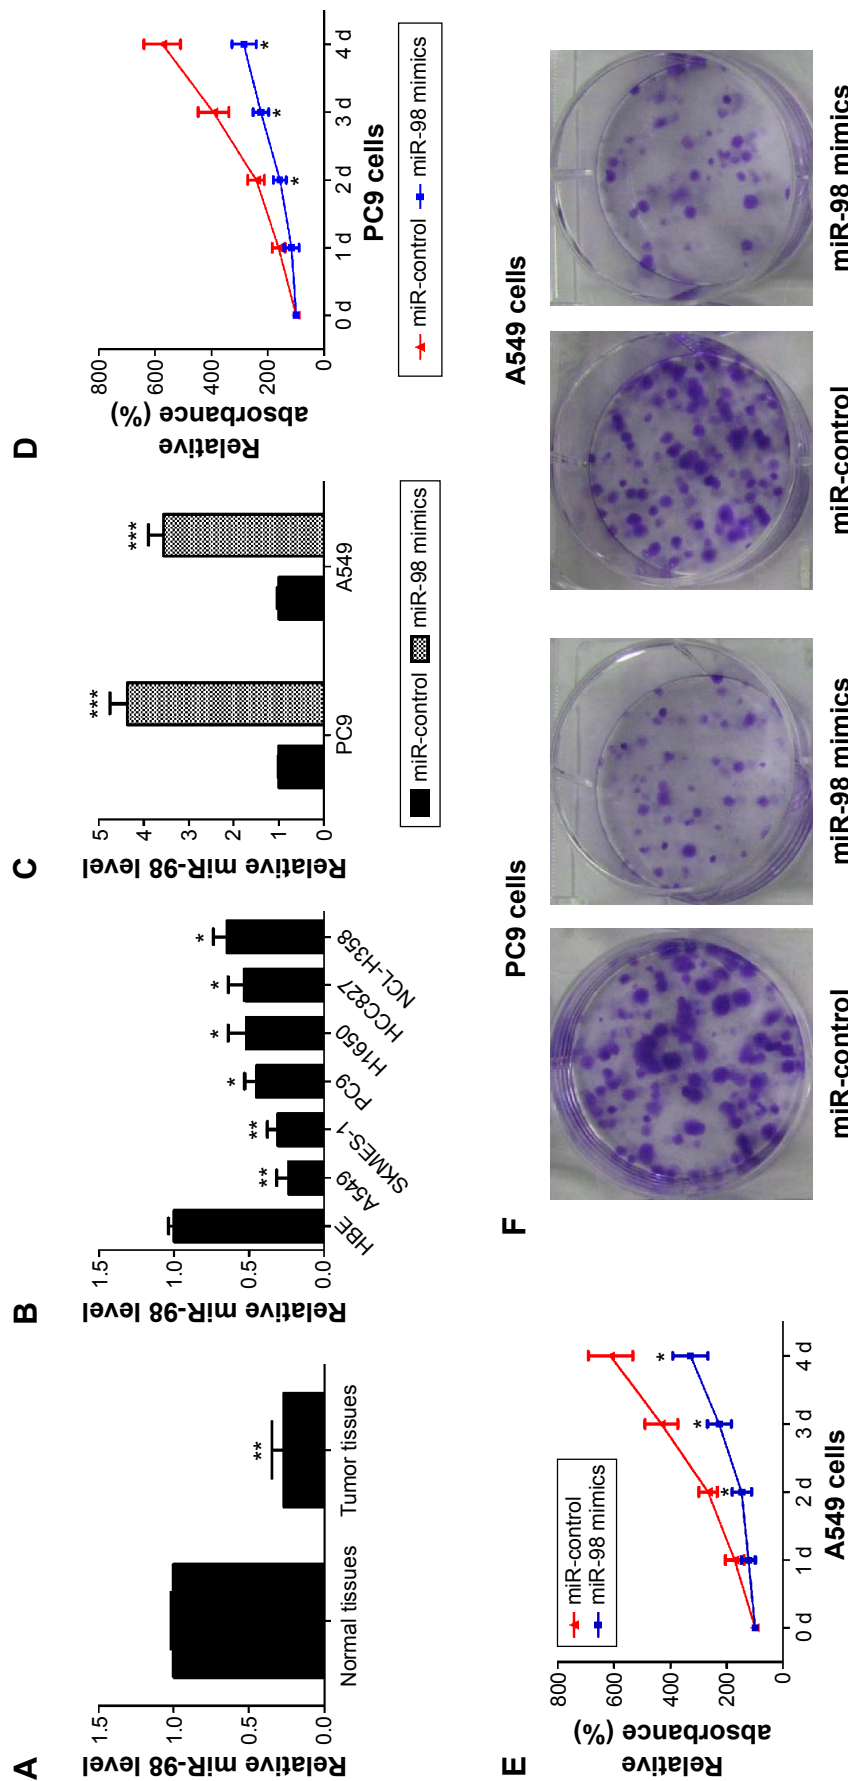 A
Relative miR-98 level
1.5
1.0
0.5
0.0
Normal tissues
Tumor tissues
**
B
Relative miR-98 level
1.5
1.0
0.5
0.0
HBE
A549
SKMES-1
PC9
H1650
HCC827
NCL-H358
**
**
*
*
*
*
C
Relative miR-98 level
5
4
3
2
1
0
PC9
A549
***
***
miR-control
miR-98 mimics
D
Relative
absorbance (%)
800
600
400
200
0
0 d
1 d
2 d
3 d
4 d
*
*
*
PC9 cells
miR-control
miR-98 mimics
E
Relative
absorbance (%)
800
600
400
200
0
miR-control
miR-98 mimics
*
*
*
0 d
1 d
2 d
3 d
4 d
A549 cells
F
PC9 cells
A549 cells
miR-control
miR-98 mimics
miR-control
miR-98 mimics